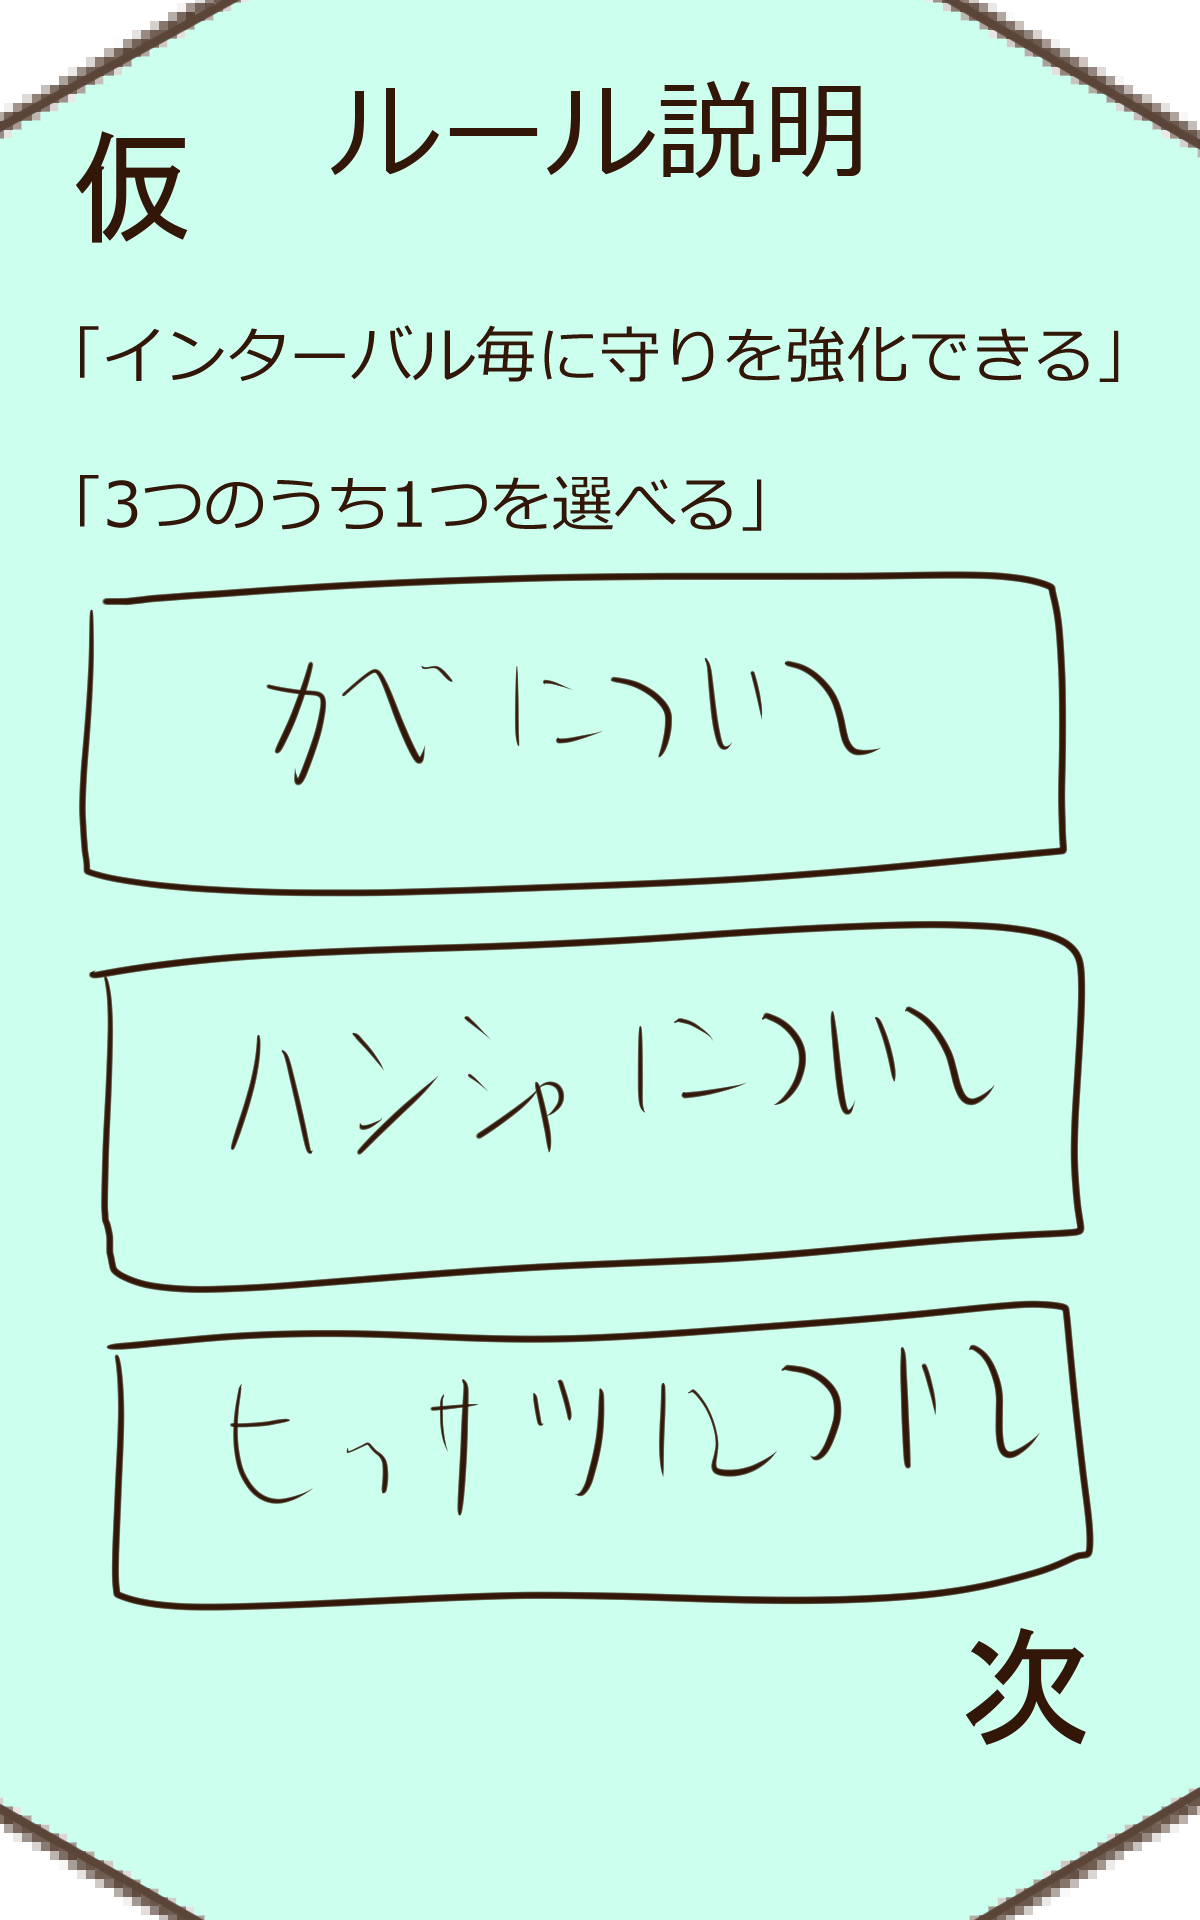 ルール説明
仮
「インターバル毎に守りを強化できる」
「3つのうち1つを選べる」
かべについて
ハンシャについて
ヒッサツについて
次